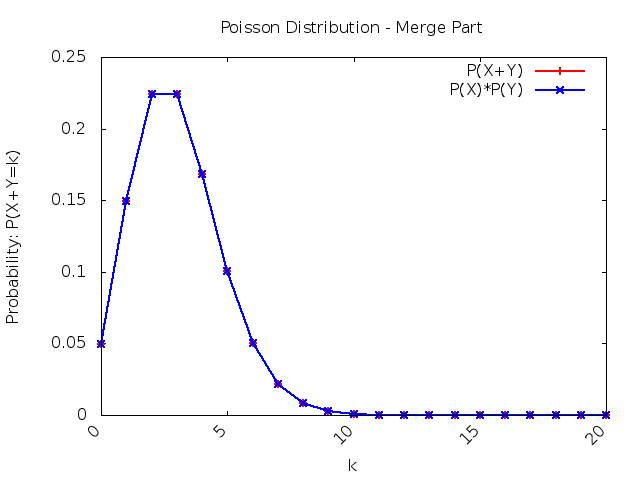 Poisson Distribution - Merge Part
0.25
0.2
0.15
0.1
0.05
0
Probability: P(X+Y=k)
P(X+Y)
P(X)*P(Y)
0
5
10
15
20
k